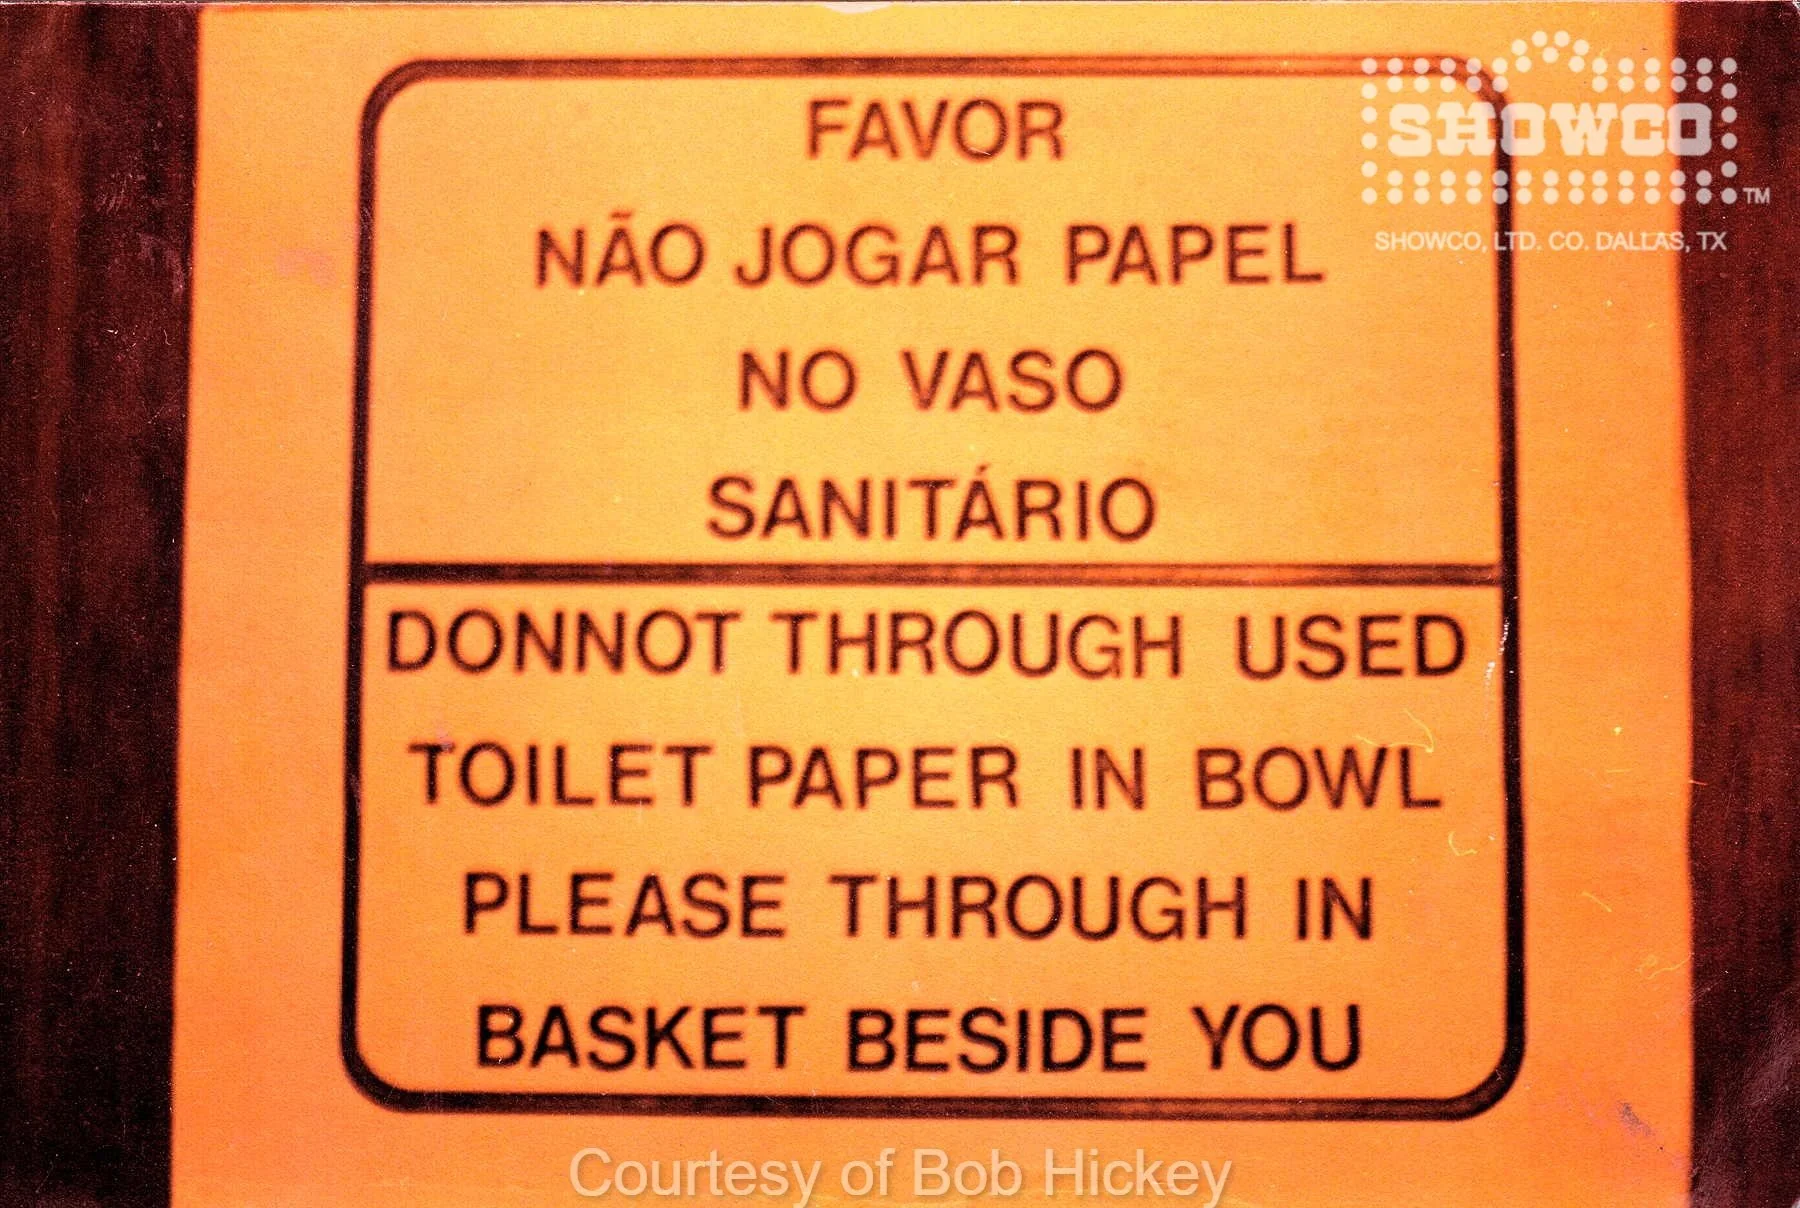 FAVOR
NÃO JOGAR PAPEL
NO VASO
SANITÁRIO
DONNOT THROUGH USED
TOILET PAPER IN BOWL
PLEASE THROUGH IN
BASKET BESIDE YOU
SHOWCO
TM
SHOWCO, LTD. CO. DALLAS, TX
Courtesy of Bob Hickey